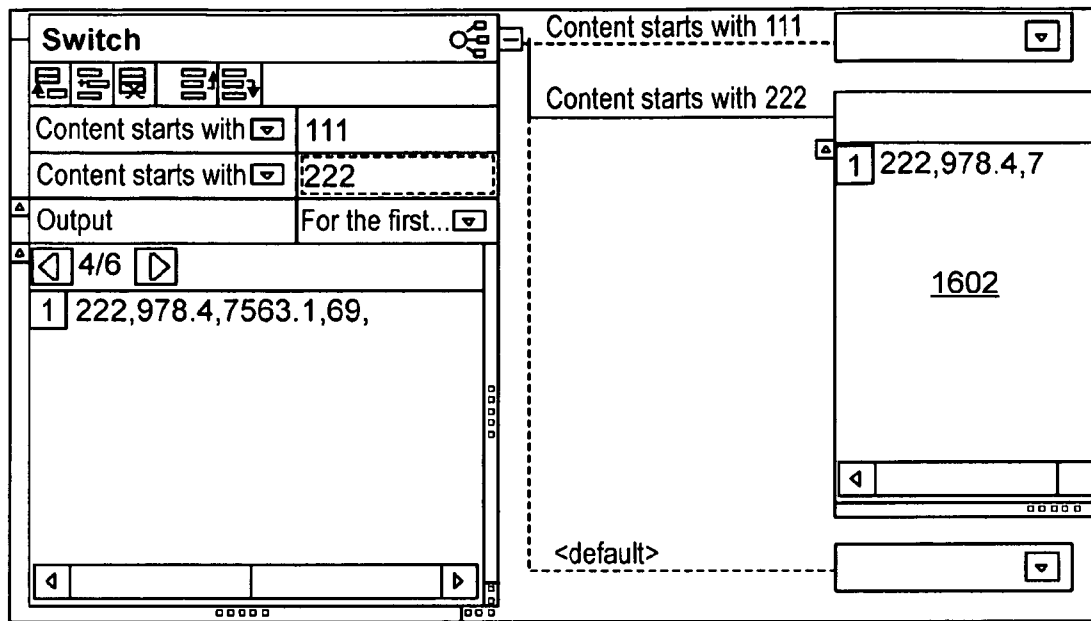 Switch
Content starts with 111
Content starts with 222
Output For the first...
4/6
1 222,978.4,7563.1,69,
Content starts with 111
Content starts with 222
1 222,978.4,7
1602
<default>